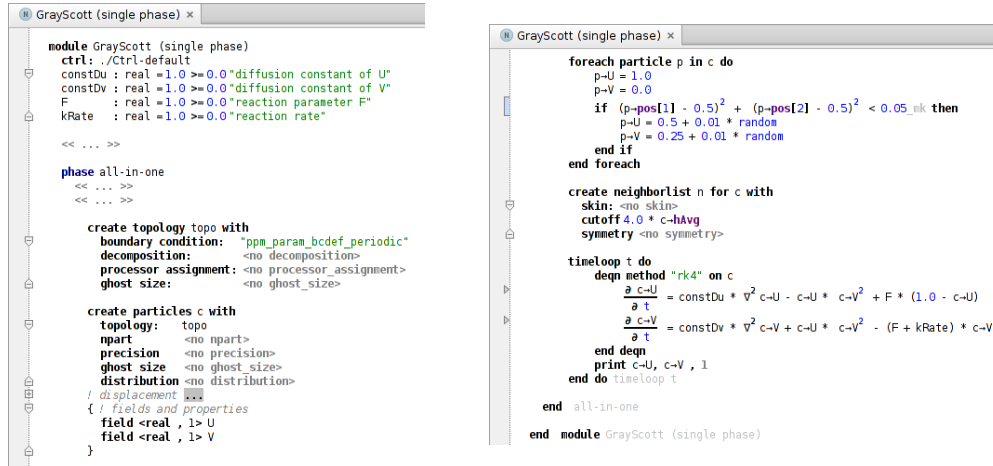 GrayScott (single phase) ×
module GrayScott (single phase)
ctrl: ./Ctrl-default
constDu : real =1.0 >=0.0 "diffusion constant of U"
constDv : real =1.0 >=0.0 "diffusion constant of V"
F : real =1.0 >=0.0 "reaction parameter F"
kRate : real =1.0 >=0.0 "reaction rate"
<< ... >>
phase all-in-one
<< ... >>
<< ... >>
create topology topo with
boundary condition: "ppm_param_bcdef_periodic"
decomposition: <no decomposition>
processor assignment: <no processor_assignment>
ghost size: <no ghost_size>
create particles c with
topology: topo
npart <no npart>
precision <no precision>
ghost size <no ghost_size>
distribution <no distribution>
! displacement ...
{ ! fields and properties
field <real , 1> U
field <real , 1> V
}
GrayScott (single phase) ×
foreach particle p in c do
p→U = 1.0
p→V = 0.0
if (p→pos[1] - 0.5)² + (p→pos[2] - 0.5)² < 0.05_mk then
p→U = 0.5 + 0.01 * random
p→V = 0.25 + 0.01 * random
end if
end foreach
create neighborlist n for c with
skin: <no skin>
cutoff 4.0 * c→hAvg
symmetry <no symmetry>
timeloop t do
deqn method "rk4" on c
∂ c→U / ∂ t = constDu * ∇² c→U - c→U * c→V² + F * (1.0 - c→U)
∂ c→V / ∂ t = constDv * ∇² c→V + c→U * c→V² - (F + kRate) * c→V
end deqn
print c→U, c→V , 1
end do timeloop t
end all-in-one
end module GrayScott (single phase)